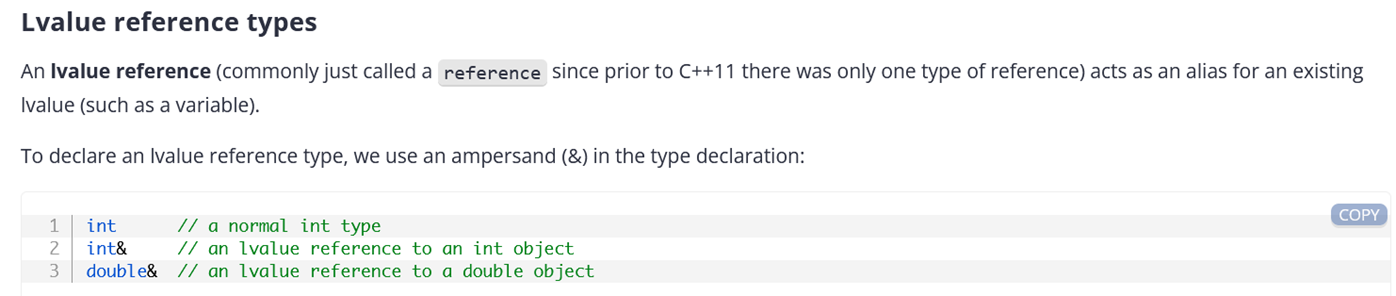 Lvalue reference types
An lvalue reference (commonly just called a reference since prior to C++11 there was only one type of reference) acts as an alias for an existing
lvalue (such as a variable).
To declare an lvalue reference type, we use an ampersand (&) in the type declaration:
COPY
1 int // a normal int type
2 int& // an lvalue reference to an int object
3 double& // an lvalue reference to a double object